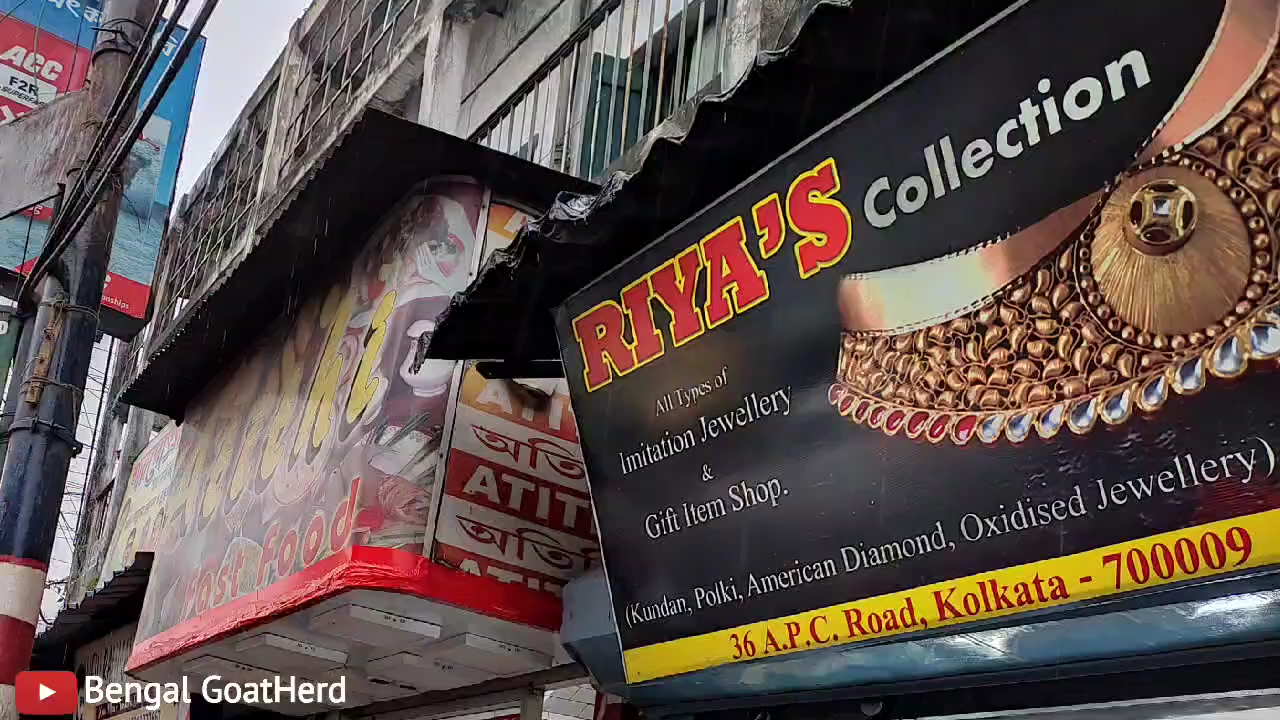 ACC
F2R
RIYA'S Collection
All Types of
Imitation Jewellery
&
Gift Item Shop.
(Kundan, Polki, American Diamond, Oxidised Jewellery)
36 A.P.C. Road, Kolkata - 700009
Atithi
Fast Food
অতি
ATIT
অতি
Bengal GoatHerd